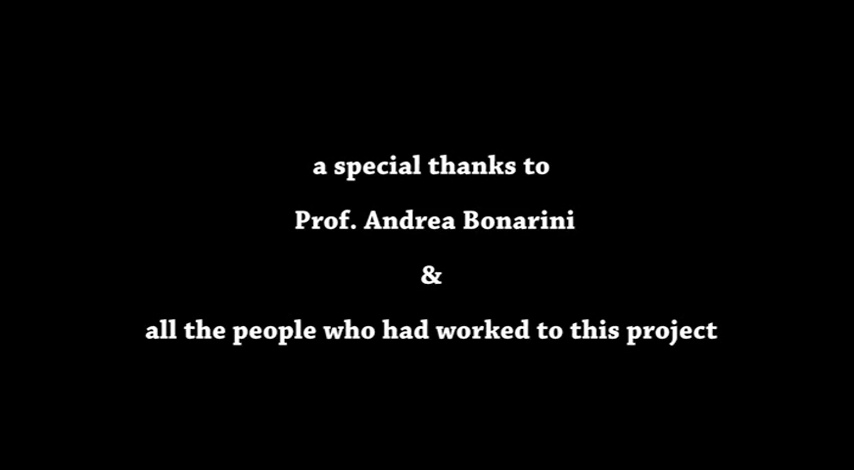 a special thanks to
Prof. Andrea Bonarini
&
all the people who had worked to this project